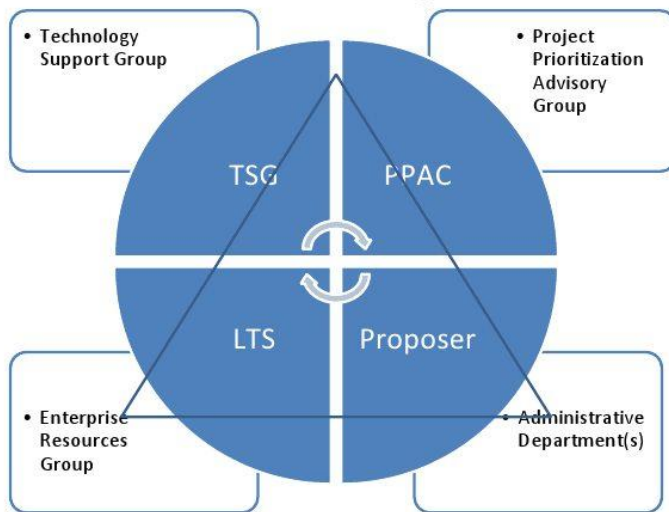 • Technology
Support Group
• Project
Prioritization
Advisory
Group
TSG
PPAC
LTS
Proposer
• Enterprise
Resources
Group
• Administrative
Department(s)